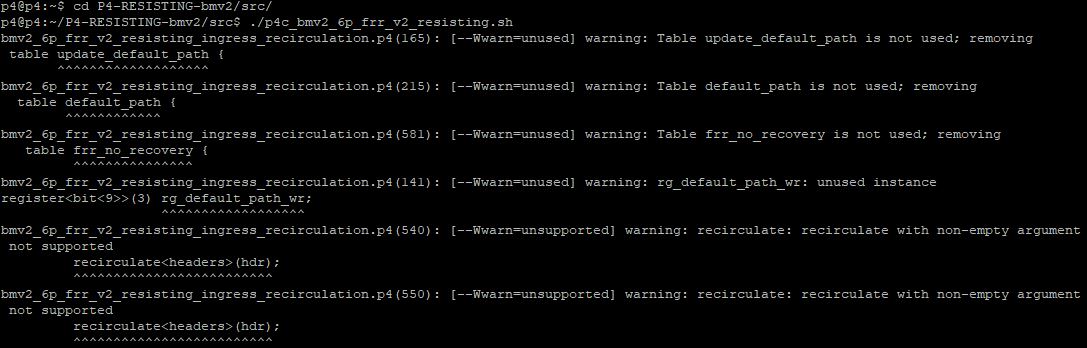 p4@p4:~$ cd P4-RESISTING-bmv2/src/
p4@p4:~/P4-RESISTING-bmv2/src$ ./p4c_bmv2_6p_frr_v2_resisting.sh
bmv2_6p_frr_v2_resisting_ingress_recirculation.p4(165): [--Wwarn=unused] warning: Table update_default_path is not used; removing
 table update_default_path {
       ^^^^^^^^^^^^^^^^^^^
bmv2_6p_frr_v2_resisting_ingress_recirculation.p4(215): [--Wwarn=unused] warning: Table default_path is not used; removing
  table default_path {
        ^^^^^^^^^^^^
bmv2_6p_frr_v2_resisting_ingress_recirculation.p4(581): [--Wwarn=unused] warning: Table frr_no_recovery is not used; removing
   table frr_no_recovery {
         ^^^^^^^^^^^^^^^
bmv2_6p_frr_v2_resisting_ingress_recirculation.p4(141): [--Wwarn=unused] warning: rg_default_path_wr: unused instance
register<bit<9>>(3) rg_default_path_wr;
                    ^^^^^^^^^^^^^^^^^^
bmv2_6p_frr_v2_resisting_ingress_recirculation.p4(540): [--Wwarn=unsupported] warning: recirculate: recirculate with non-empty argument
 not supported
         recirculate<headers>(hdr);
         ^^^^^^^^^^^^^^^^^^^^^^^^^
bmv2_6p_frr_v2_resisting_ingress_recirculation.p4(550): [--Wwarn=unsupported] warning: recirculate: recirculate with non-empty argument
 not supported
         recirculate<headers>(hdr);
         ^^^^^^^^^^^^^^^^^^^^^^^^^